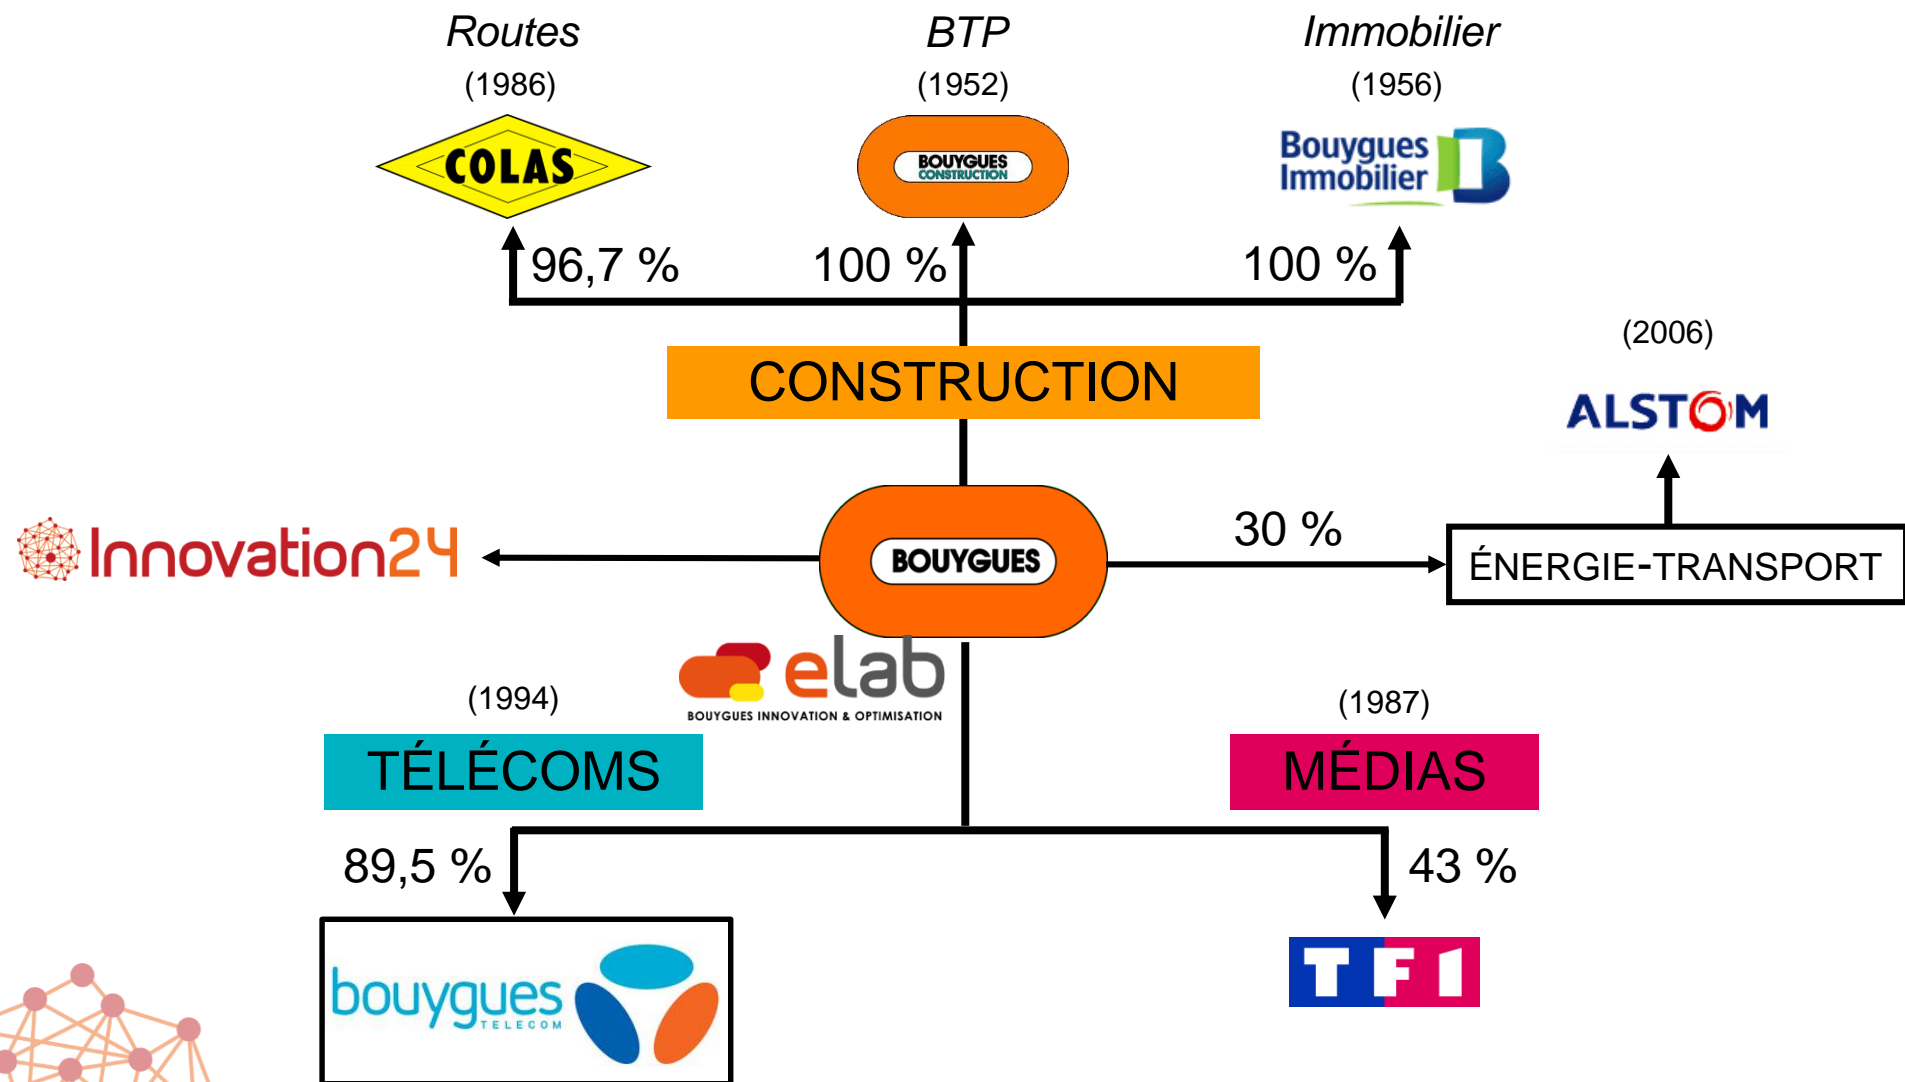 Routes
BTP
Immobilier
(1986)
(1952)
(1956)
COLAS
BOUYGUES
CONSTRUCTION
Bouygues
Immobilier
96,7 %
100 %
100 %
CONSTRUCTION
(2006)
ALSTOM
Innovation24
BOUYGUES
30 %
ÉNERGIE-TRANSPORT
elab
BOUYGUES INNOVATION & OPTIMISATION
(1994)
(1987)
TÉLÉCOMS
MÉDIAS
89,5 %
43 %
bouygues
TELECOM
TF1